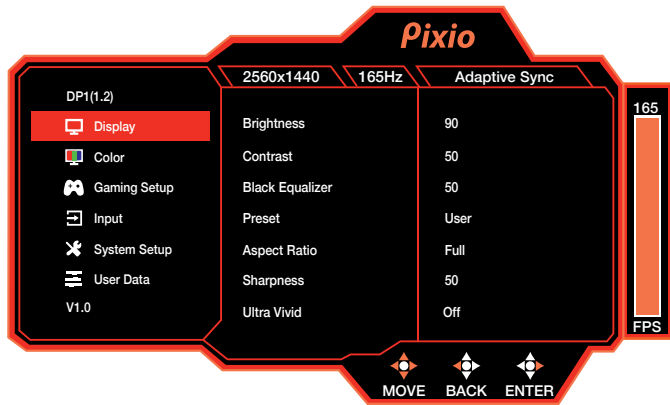 Pixio
2560x1440 165Hz Adaptive Sync
DP1(1.2)
165
Display
Brightness 90
Color
Contrast 50
Gaming Setup
Black Equalizer 50
Input
Preset User
System Setup
Aspect Ratio Full
User Data
Sharpness 50
V1.0
Ultra Vivid Off
FPS
MOVE BACK ENTER